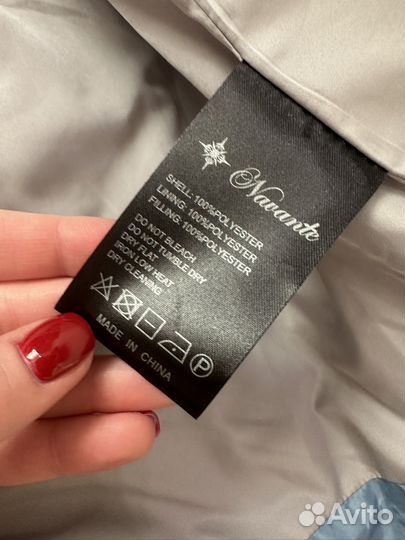 Navante
SHELL: 100%POLYESTER
LINING: 100%POLYESTER
FILLING: 100%POLYESTER
DO NOT BLEACH
DO NOT TUMBLE DRY
DRY FLAT
IRON LOW HEAT
DRY CLEANING
P
MADE IN CHINA
Avito